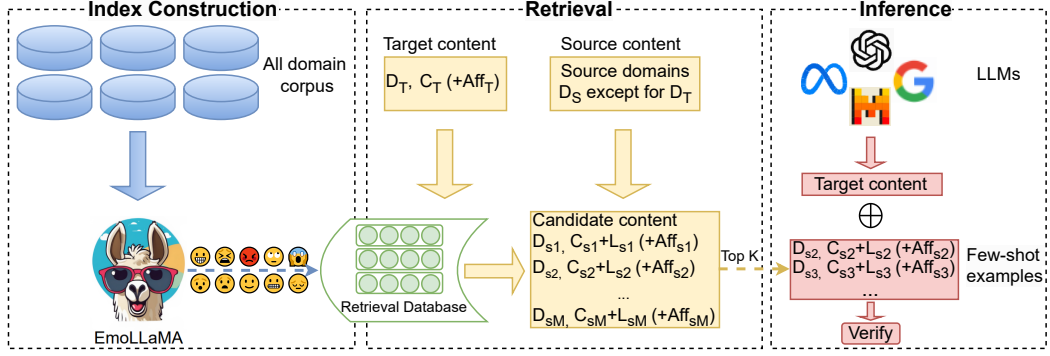 Index Construction
All domain
corpus
EmoLLaMA
Retrieval
Target content
D_T, C_T (+Aff_T)
Source content
Source domains
D_S except for D_T
Retrieval Database
Candidate content
D_s1, C_s1+L_s1 (+Aff_s1)
D_s2, C_s2+L_s2 (+Aff_s2)
...
D_sM, C_sM+L_sM (+Aff_sM)
Top K
Inference
LLMs
Target content
D_s2, C_s2+L_s2 (+Aff_s2)
D_s3, C_s3+L_s3 (+Aff_s3)
...
Few-shot
examples
Verify